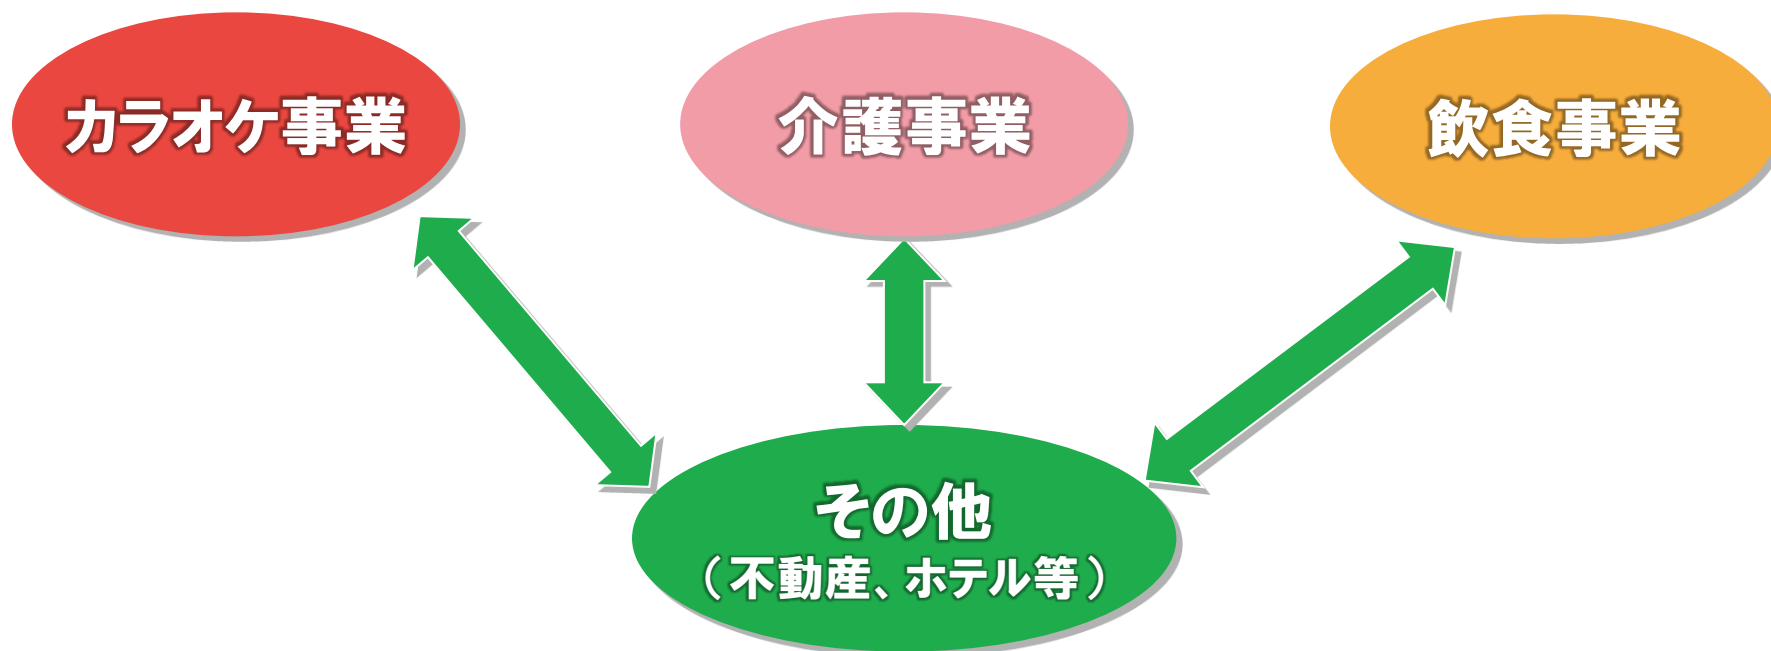 カラオケ事業
介護事業
飲食事業
その他
（不動産、ホテル等）